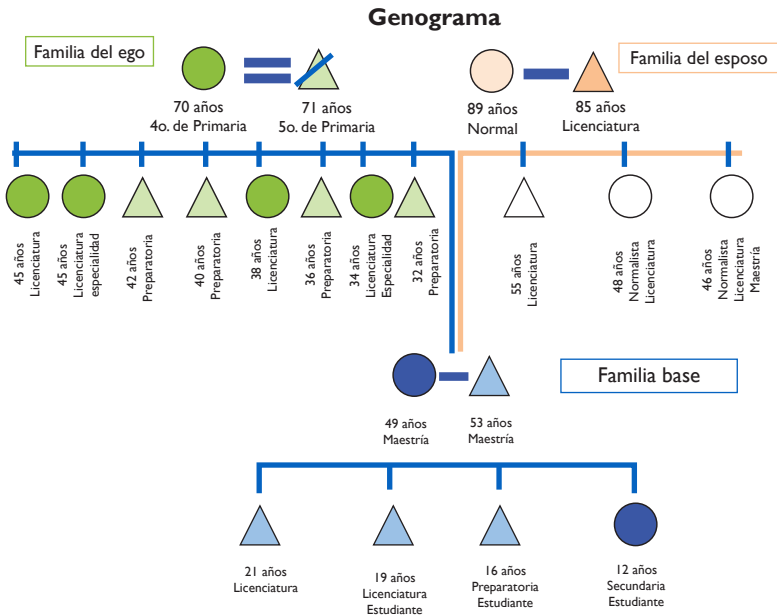 Genograma
Familia del ego
Familia del esposo
70 años
4o. de Primaria
71 años
5o. de Primaria
89 años
Normal
85 años
Licenciatura
45 años
Licenciatura
45 años
Licenciatura
especialidad
42 años
Preparatoria
40 años
Preparatoria
38 años
Licenciatura
36 años
Preparatoria
34 años
Licenciatura
Especialidad
32 años
Preparatoria
55 años
Licenciatura
48 años
Normalista
Licenciatura
46 años
Normalista
Licenciatura
Maestría
Familia base
49 años
Maestría
53 años
Maestría
21 años
Licenciatura
19 años
Licenciatura
Estudiante
16 años
Preparatoria
Estudiante
12 años
Secundaria
Estudiante